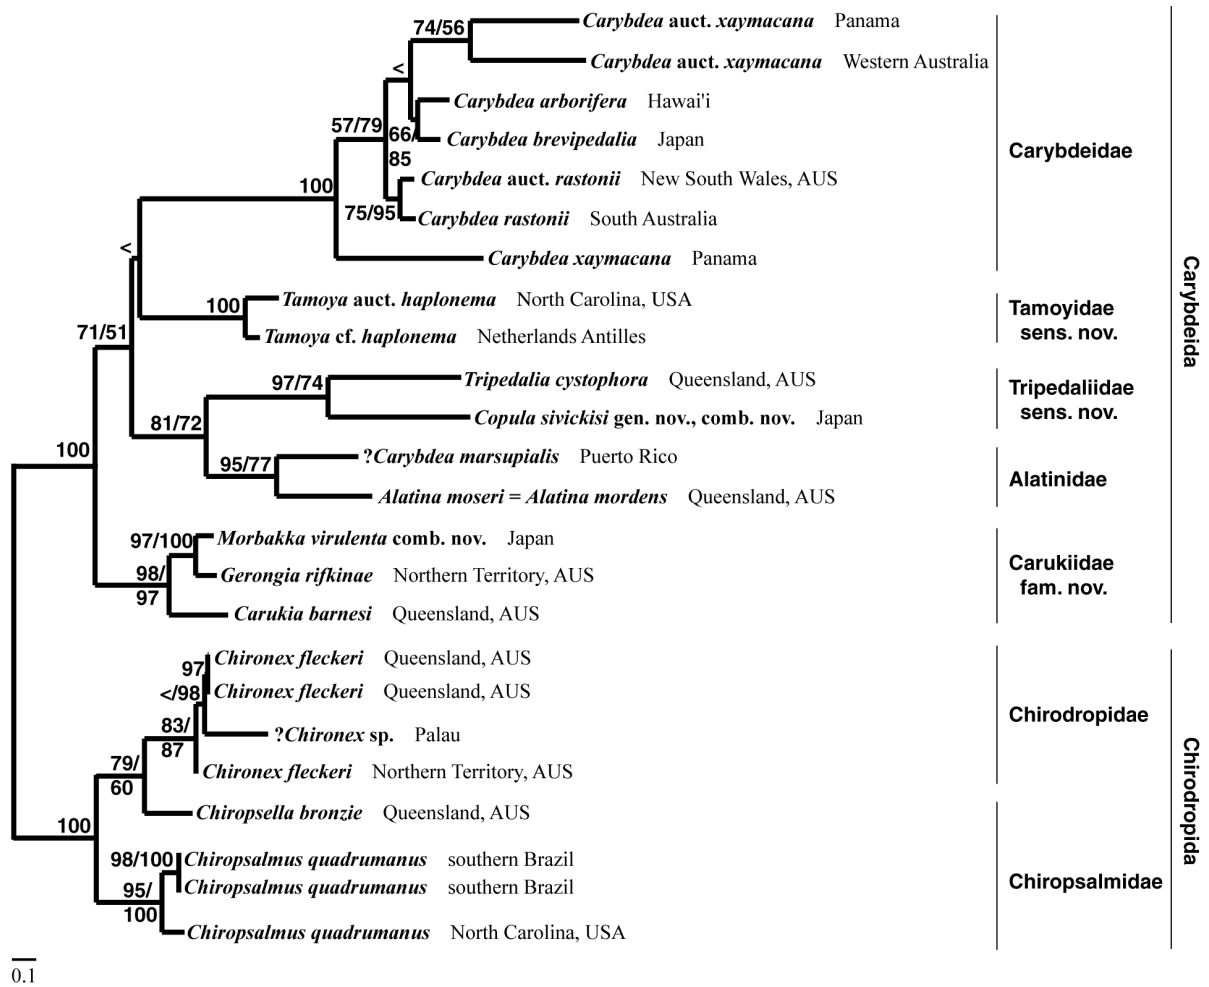 74/56
Carybdea auct. xaymacana Panama
Carybdea auct. xaymacana Western Australia
<
Carybdea arborifera Hawai'i
57/79
66/
85
Carybdea brevipedalia Japan
Carybdeidae
100
Carybdea auct. rastonii New South Wales, AUS
75/95
Carybdea rastonii South Australia
<
Carybdea xaymacana Panama
Carybdeida
100
Tamoya auct. haplonema North Carolina, USA
Tamoyidae
sens. nov.
71/51
Tamoya cf. haplonema Netherlands Antilles
97/74
Tripedalia cystophora Queensland, AUS
Tripedaliidae
sens. nov.
81/72
Copula sivickisi gen. nov., comb. nov. Japan
100
95/77
?Carybdea marsupialis Puerto Rico
Alatinidae
Alatina moseri = Alatina mordens Queensland, AUS
97/100
Morbakka virulenta comb. nov. Japan
98/
97
Gerongia rifkinae Northern Territory, AUS
Carukiidae
fam. nov.
Carukia barnesi Queensland, AUS
97
Chironex fleckeri Queensland, AUS
</98
Chironex fleckeri Queensland, AUS
Chirodropidae
83/
87
?Chironex sp. Palau
79/
60
Chironex fleckeri Northern Territory, AUS
Chirodropida
100
Chiropsella bronzie Queensland, AUS
98/100
Chiropsalmus quadrumanus southern Brazil
Chiropsalmus quadrumanus southern Brazil
Chiropsalmidae
95/
100
Chiropsalmus quadrumanus North Carolina, USA
0.1